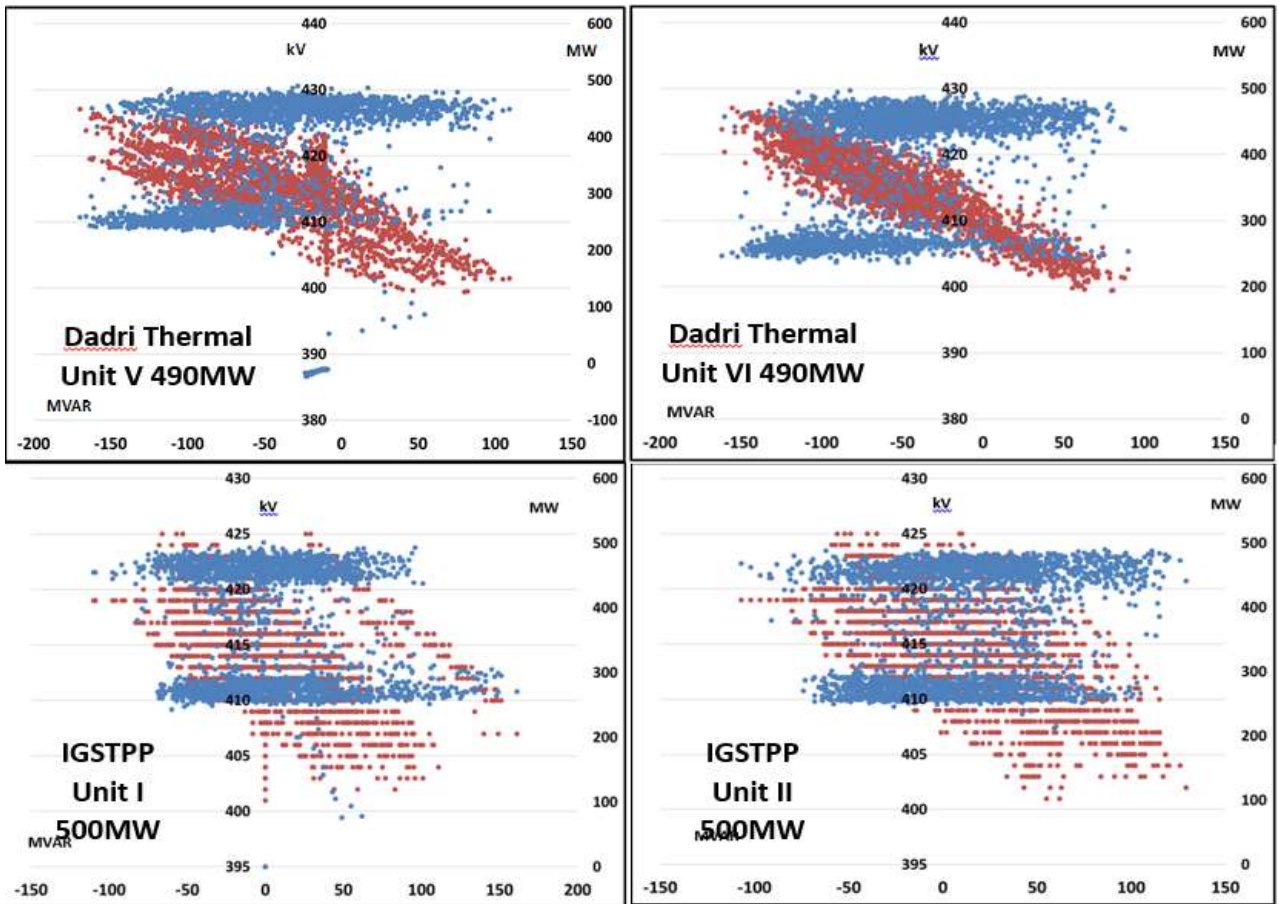 440 600
kV MW
430 500
400
420
300
410
200
400
100
Dadri Thermal
Unit V 490MW
390 0
MVAR
380 -100
-200 -150 -100 -50 0 50 100 150
440 600
kV MW
430 500
420 400
410 300
400 200
Dadri Thermal
Unit VI 490MW
390 100
MVAR
380 0
-200 -150 -100 -50 0 50 100 150
430 600
kV MW
425 500
420
400
415
300
410
200
405
IGSTPP
Unit I
500MW
400 100
MVAR
395 0
-150 -100 -50 0 50 100 150 200
430 600
kV MW
425 500
420
400
415
300
410
200
405
IGSTPP
Unit II
500MW
400 100
MVAR
395 0
-150 -100 -50 0 50 100 150